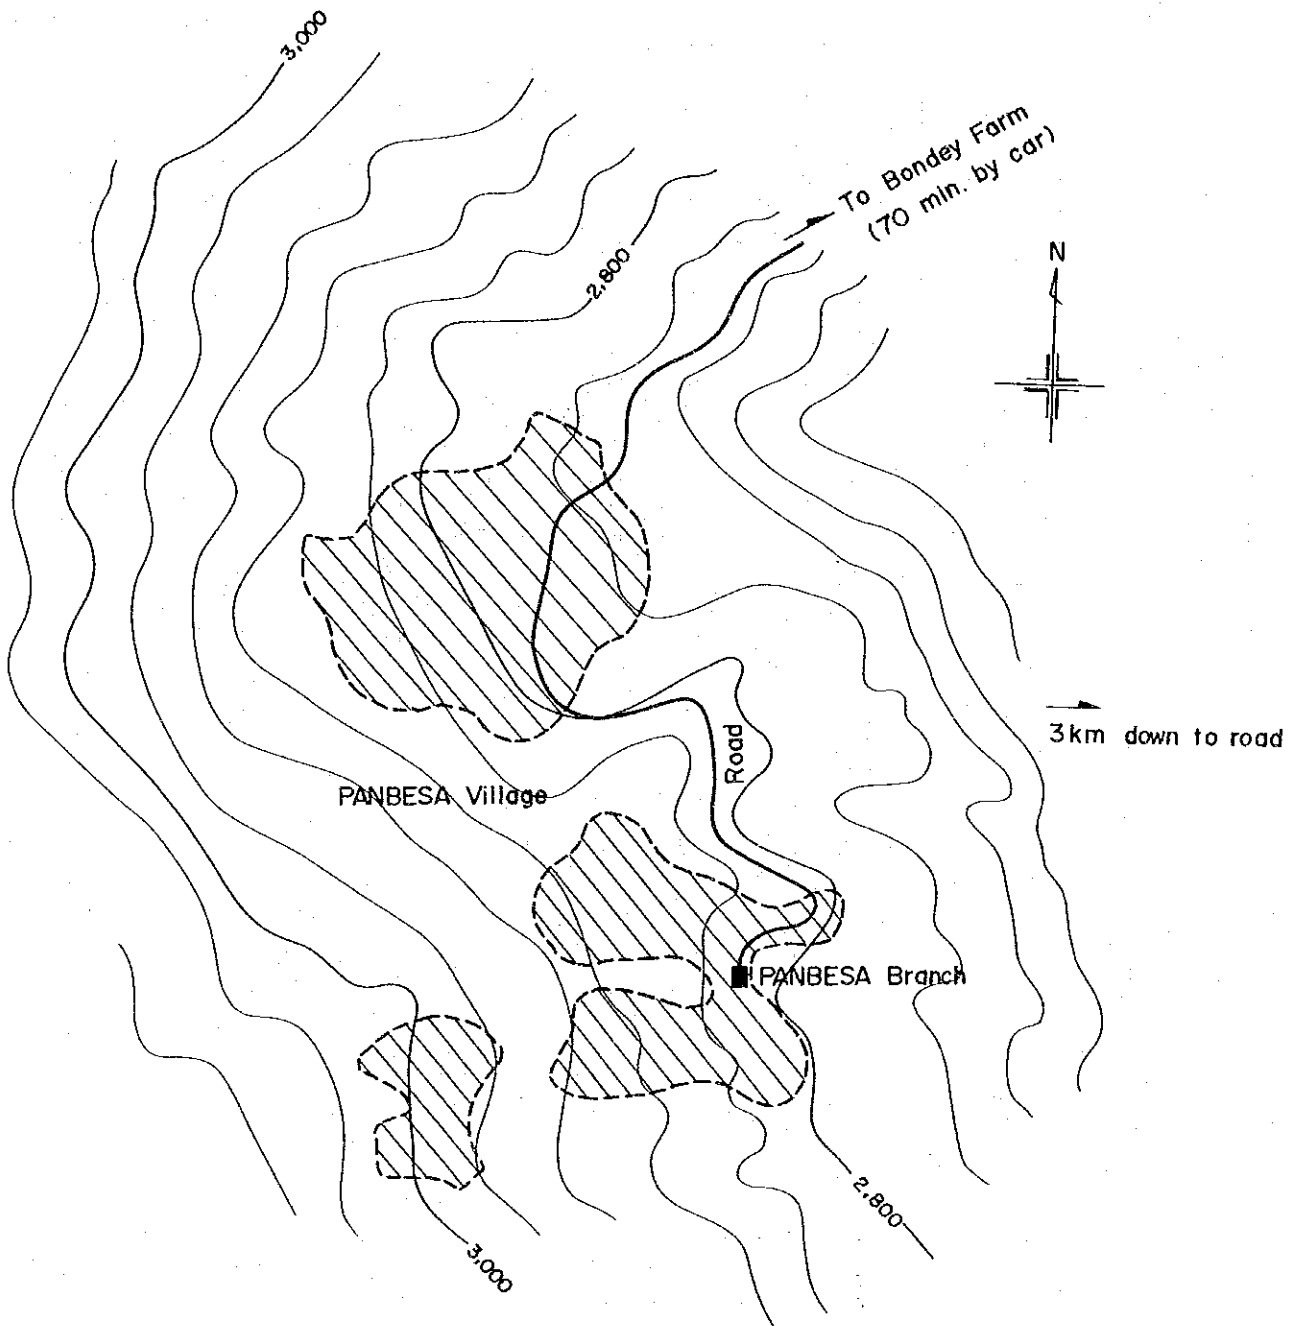 3,000
To Bondey Farm
(70 min. by car)
N
2,800
3km down to road
Road
PANBESA Village
PANBESA Branch
2,800
3,000